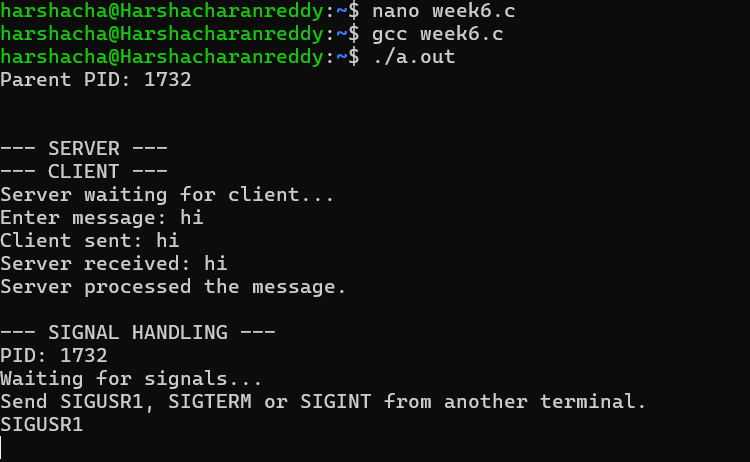 harshacha@Harshacharanreddy:~$ nano week6.c
harshacha@Harshacharanreddy:~$ gcc week6.c
harshacha@Harshacharanreddy:~$ ./a.out
Parent PID: 1732
--- SERVER ---
--- CLIENT ---
Server waiting for client...
Enter message: hi
Client sent: hi
Server received: hi
Server processed the message.
--- SIGNAL HANDLING ---
PID: 1732
Waiting for signals...
Send SIGUSR1, SIGTERM or SIGINT from another terminal.
SIGUSR1